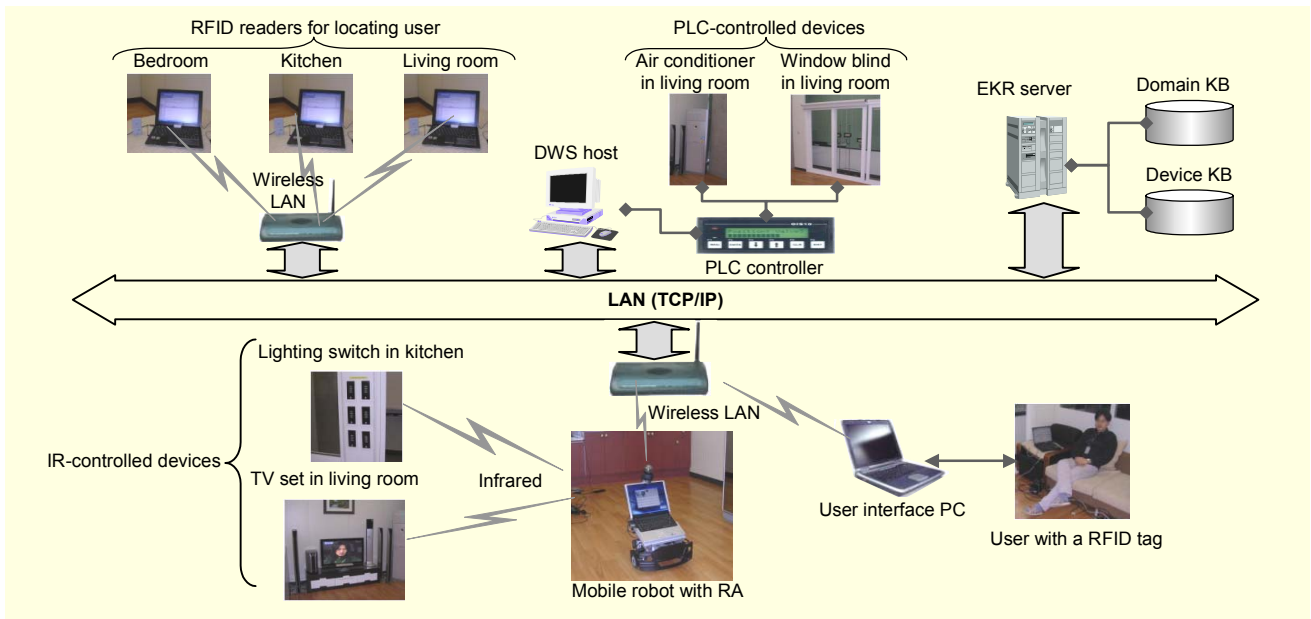 RFID readers for locating user
Bedroom
Kitchen
Living room
Wireless
LAN
PLC-controlled devices
Air conditioner
in living room
Window blind
in living room
DWS host
PLC controller
EKR server
Domain KB
Device KB
LAN (TCP/IP)
Lighting switch in kitchen
IR-controlled devices
TV set in living room
Infrared
Wireless LAN
Mobile robot with RA
User interface PC
User with a RFID tag